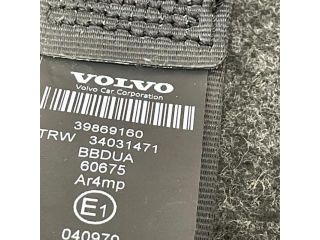 VOLVO
Volvo Car Corporation
39869160
TRW 34031471
BBDUA
60675
Ar4mp
E1
040970